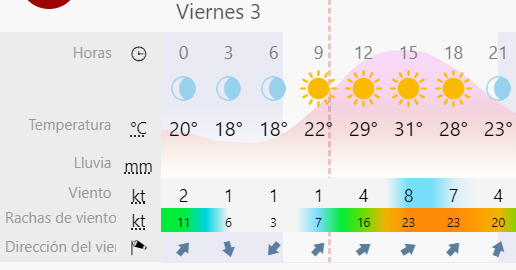 Viernes 3
Horas 0 3 6 9 12 15 18 21
Temperatura °C 20° 18° 18° 22° 29° 31° 28° 23°
Lluvia mm
Viento kt 2 1 1 1 4 8 7 4
Rachas de viento kt 11 6 3 7 16 23 23 20
Dirección del vier